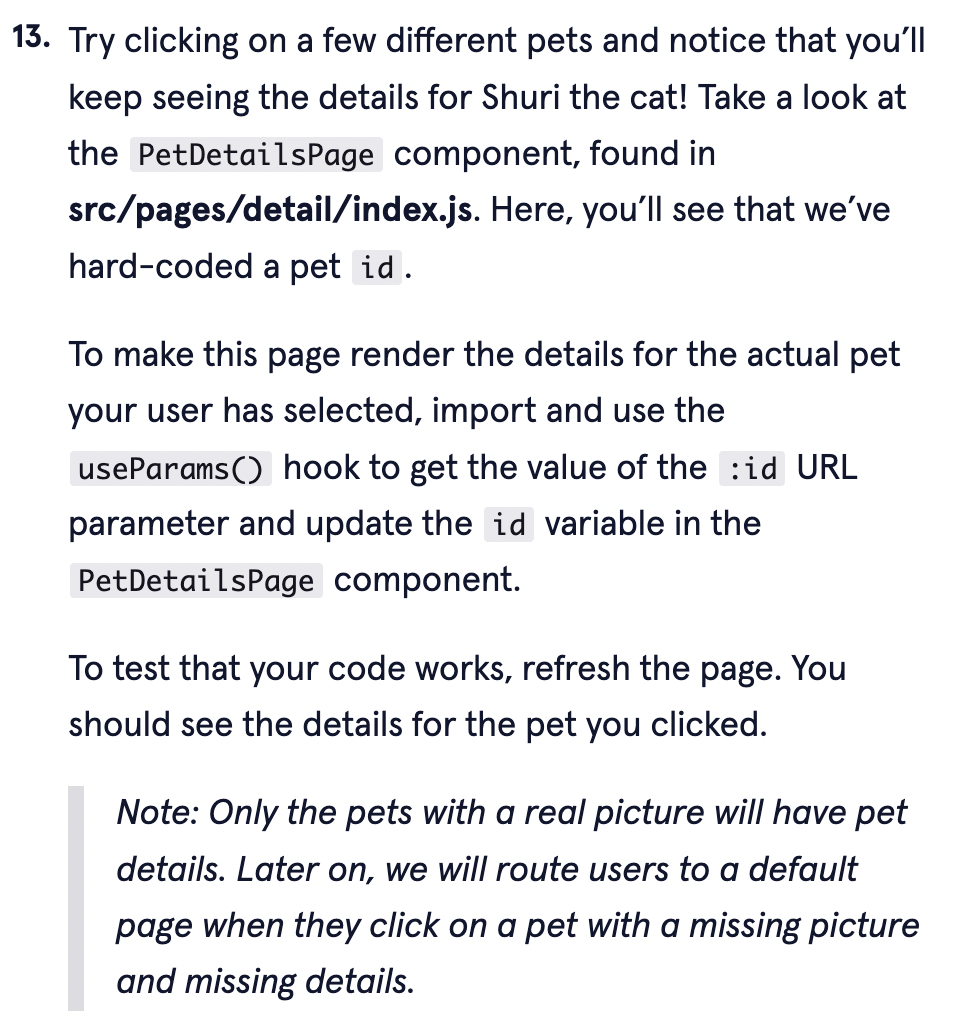 13. Try clicking on a few different pets and notice that you’ll
keep seeing the details for Shuri the cat! Take a look at
the PetDetailsPage component, found in
src/pages/detail/index.js. Here, you’ll see that we’ve
hard-coded a pet id.
To make this page render the details for the actual pet
your user has selected, import and use the
useParams() hook to get the value of the :id URL
parameter and update the id variable in the
PetDetailsPage component.
To test that your code works, refresh the page. You
should see the details for the pet you clicked.
Note: Only the pets with a real picture will have pet
details. Later on, we will route users to a default
page when they click on a pet with a missing picture
and missing details.